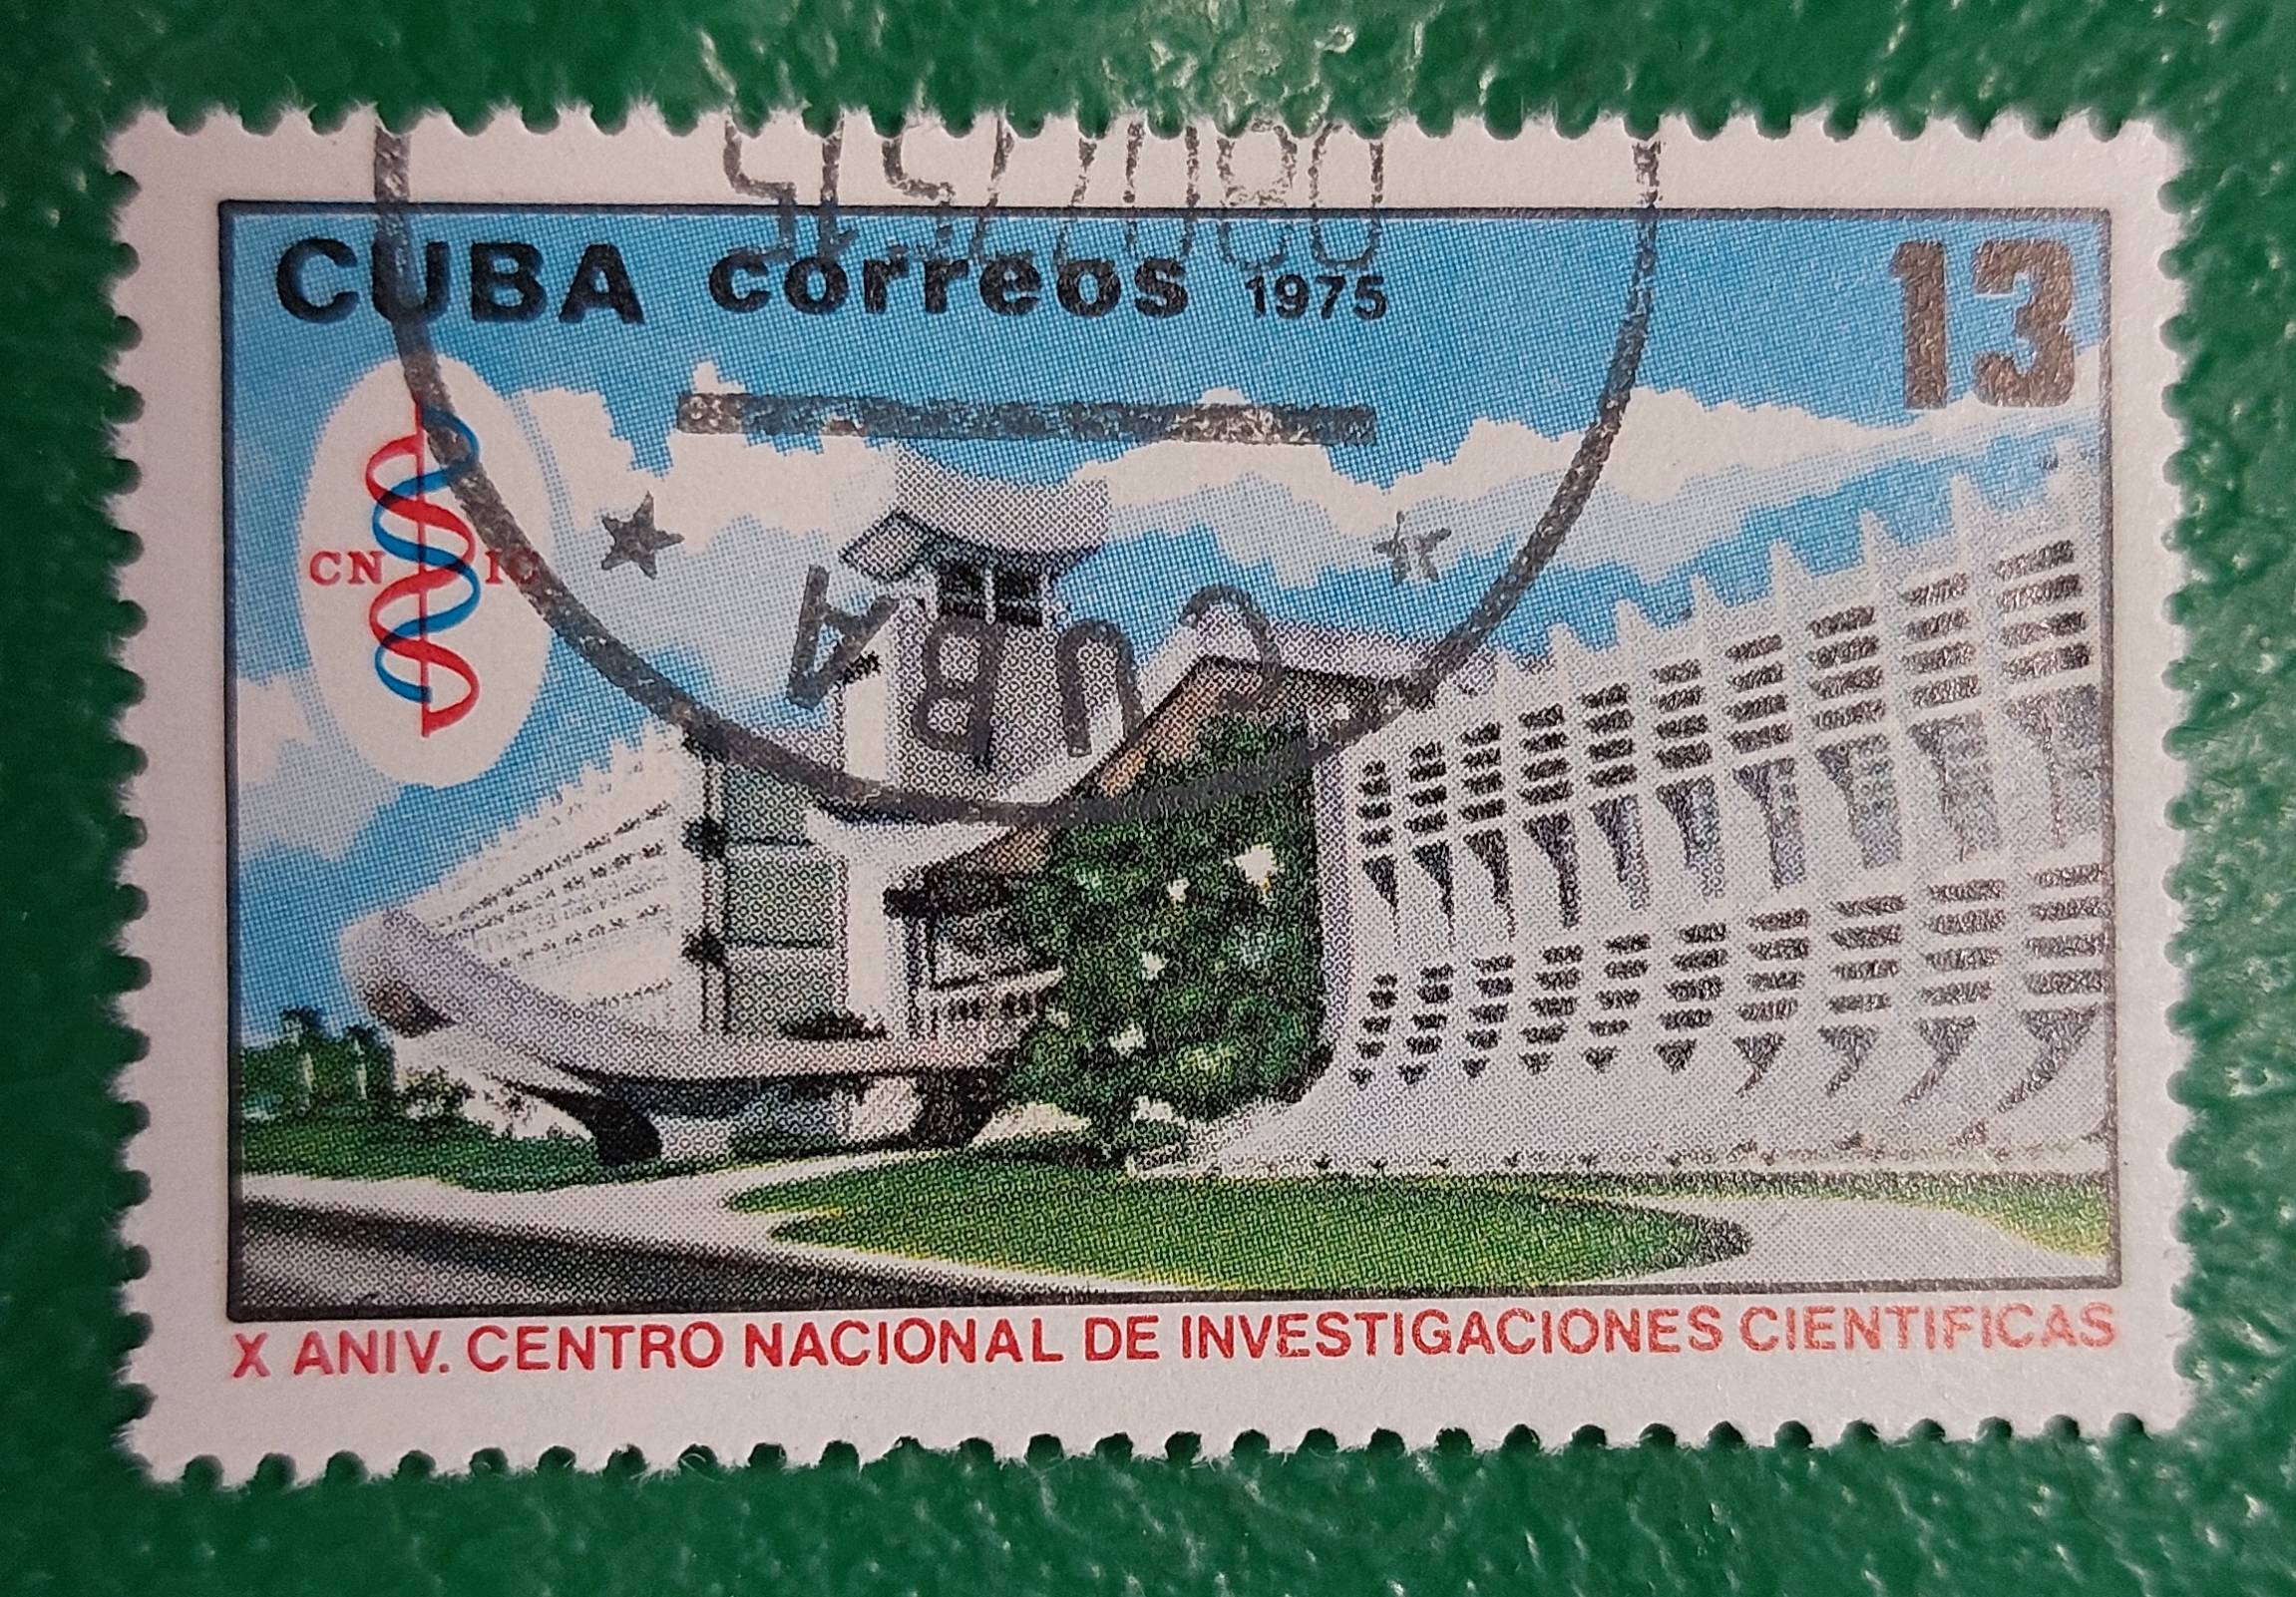 CUBA correos 1975
13
CN IC
CUBA
X ANIV. CENTRO NACIONAL DE INVESTIGACIONES CIENTIFICAS